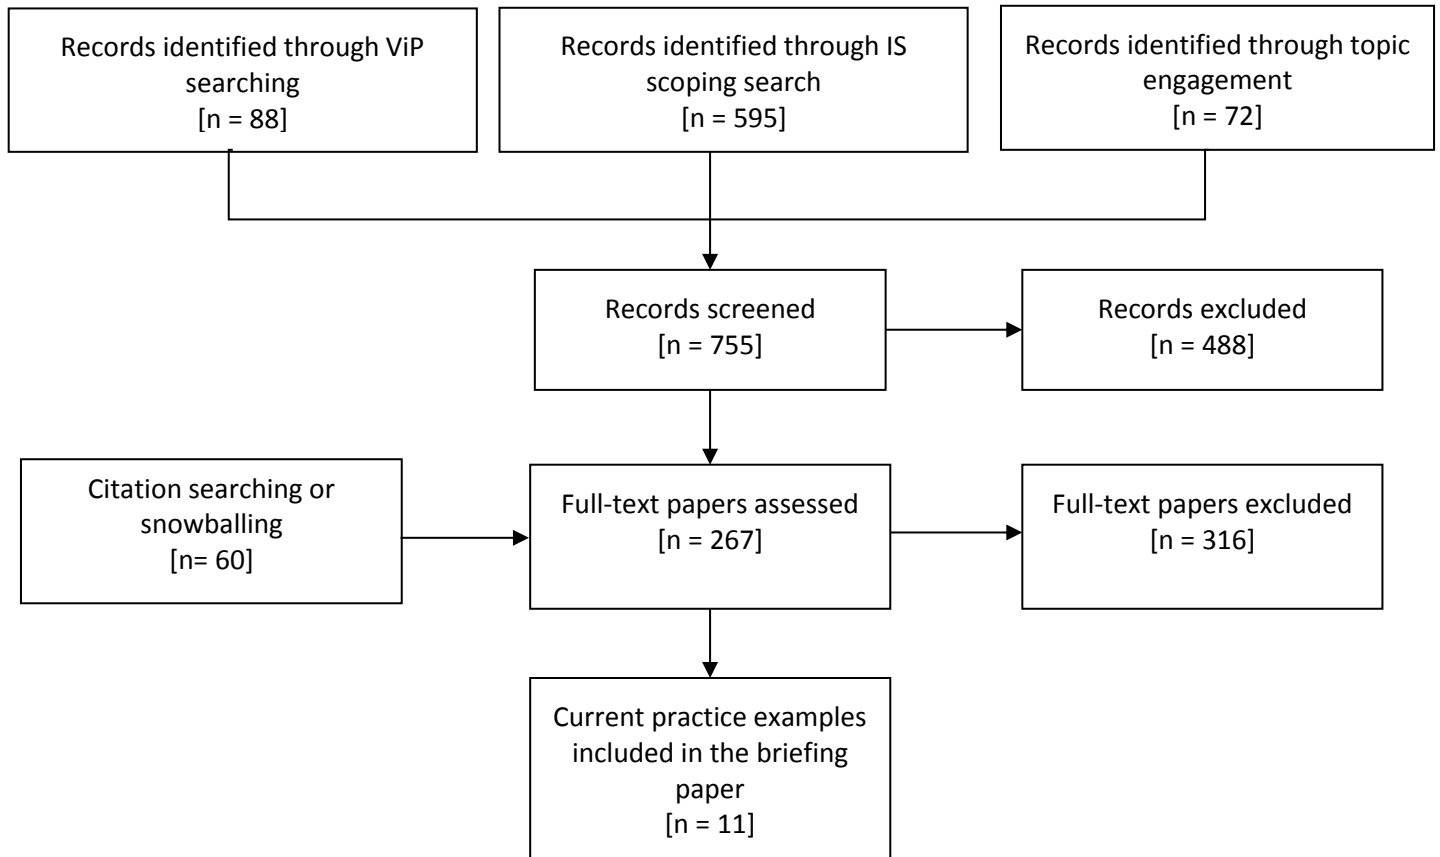 Records identified through ViP
searching
[n = 88]
Records identified through IS
scoping search
[n = 595]
Records identified through topic
engagement
[n = 72]
Records screened
[n = 755]
Records excluded
[n = 488]
Citation searching or
snowballing
[n= 60]
Full-text papers assessed
[n = 267]
Full-text papers excluded
[n = 316]
Current practice examples
included in the briefing
paper
[n = 11]